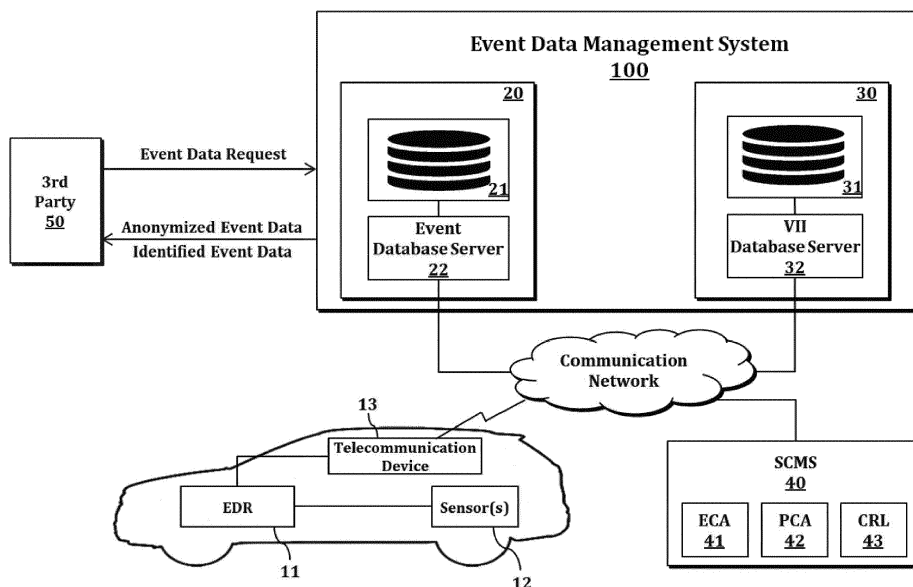 Event Data Management System
100
20
30
21
31
Event
Database Server
22
VII
Database Server
32
3rd
Party
50
Event Data Request
Anonymized Event Data
Identified Event Data
Communication
Network
13
Telecommunication
Device
EDR
Sensor(s)
11
12
SCMS
40
ECA
41
PCA
42
CRL
43